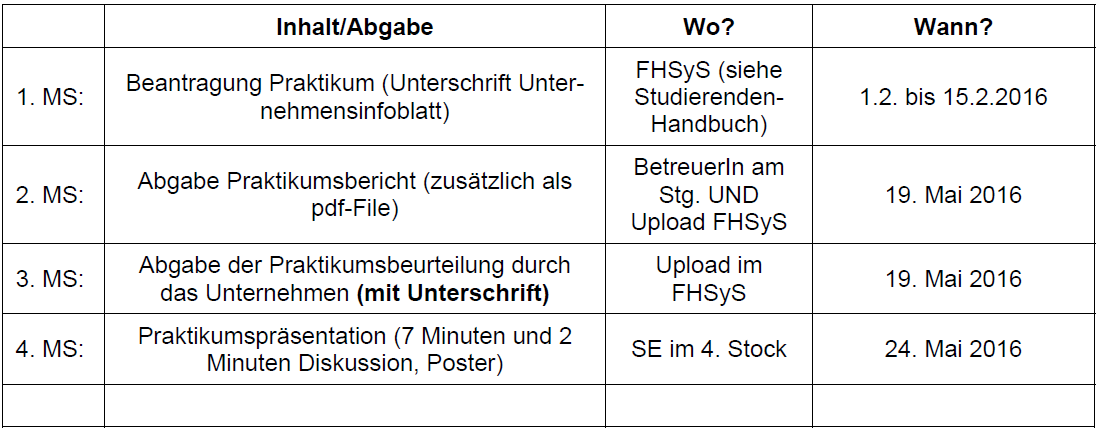 Inhalt/Abgabe Wo? Wann?
1. MS: Beantragung Praktikum (Unterschrift Unter-
nehmensinfoblatt)
FHSyS (siehe
Studierenden-
Handbuch)
1.2. bis 15.2.2016
2. MS: Abgabe Praktikumsbericht (zusätzlich als
pdf-File)
BetreuerIn am
Stg. UND
Upload FHSyS
19. Mai 2016
3. MS: Abgabe der Praktikumsbeurteilung durch
das Unternehmen (mit Unterschrift)
Upload im
FHSyS
19. Mai 2016
4. MS: Praktikumspräsentation (7 Minuten und 2
Minuten Diskussion, Poster)
SE im 4. Stock
24. Mai 2016